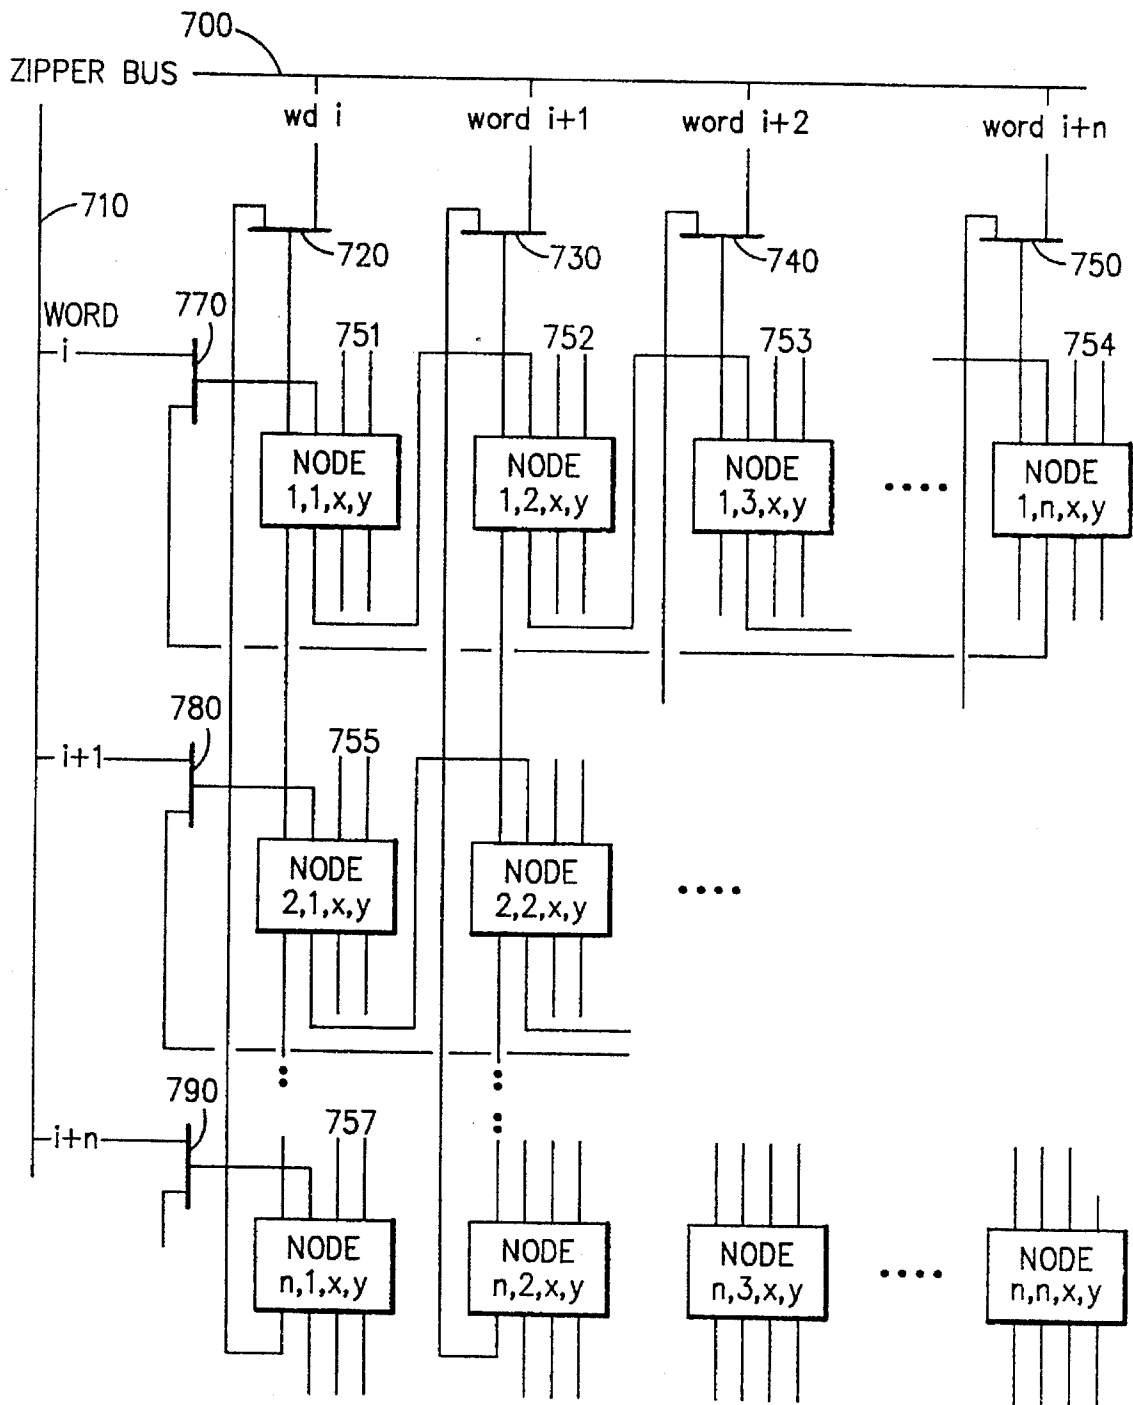 700
ZIPPER BUS
wd i
word i+1
word i+2
word i+n
710
720
730
740
750
WORD
770
i
751
752
753
754
NODE
1,1,x,y
NODE
1,2,x,y
NODE
1,3,x,y
....
NODE
1,n,x,y
780
i+1
755
NODE
2,1,x,y
NODE
2,2,x,y
....
790
i+n
757
NODE
n,1,x,y
NODE
n,2,x,y
NODE
n,3,x,y
....
NODE
n,n,x,y